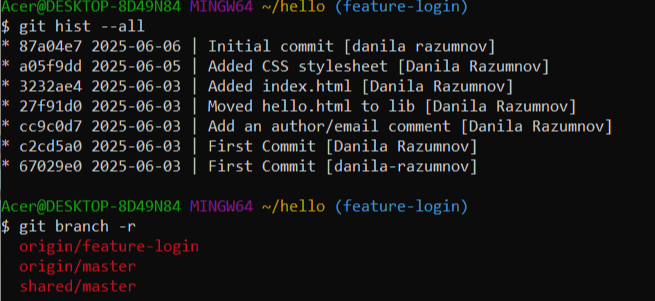 Acer@DESKTOP-8D49N84 MINGW64 ~/hello (feature-login)
$ git hist --all
* 87a04e7 2025-06-06 | Initial commit [danila razumnov]
* a05f9dd 2025-06-05 | Added CSS stylesheet [Danila Razumnov]
* 3232ae4 2025-06-03 | Added index.html [Danila Razumnov]
* 27f91d0 2025-06-03 | Moved hello.html to lib [Danila Razumnov]
* cc9c0d7 2025-06-03 | Add an author/email comment [Danila Razumnov]
* c2cd5a0 2025-06-03 | First Commit [Danila Razumnov]
* 67029e0 2025-06-03 | First Commit [danila-razumnov]
Acer@DESKTOP-8D49N84 MINGW64 ~/hello (feature-login)
$ git branch -r
origin/feature-login
origin/master
shared/master